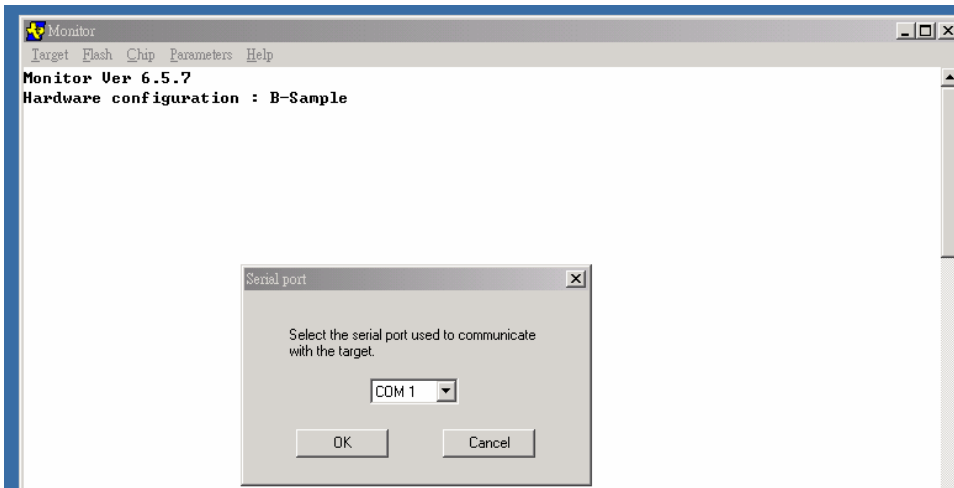 Monitor
Target Flash Chip Parameters Help
Monitor Ver 6.5.7
Hardware configuration : B-Sample
Serial port
Select the serial port used to communicate
with the target.
COM 1
OK Cancel